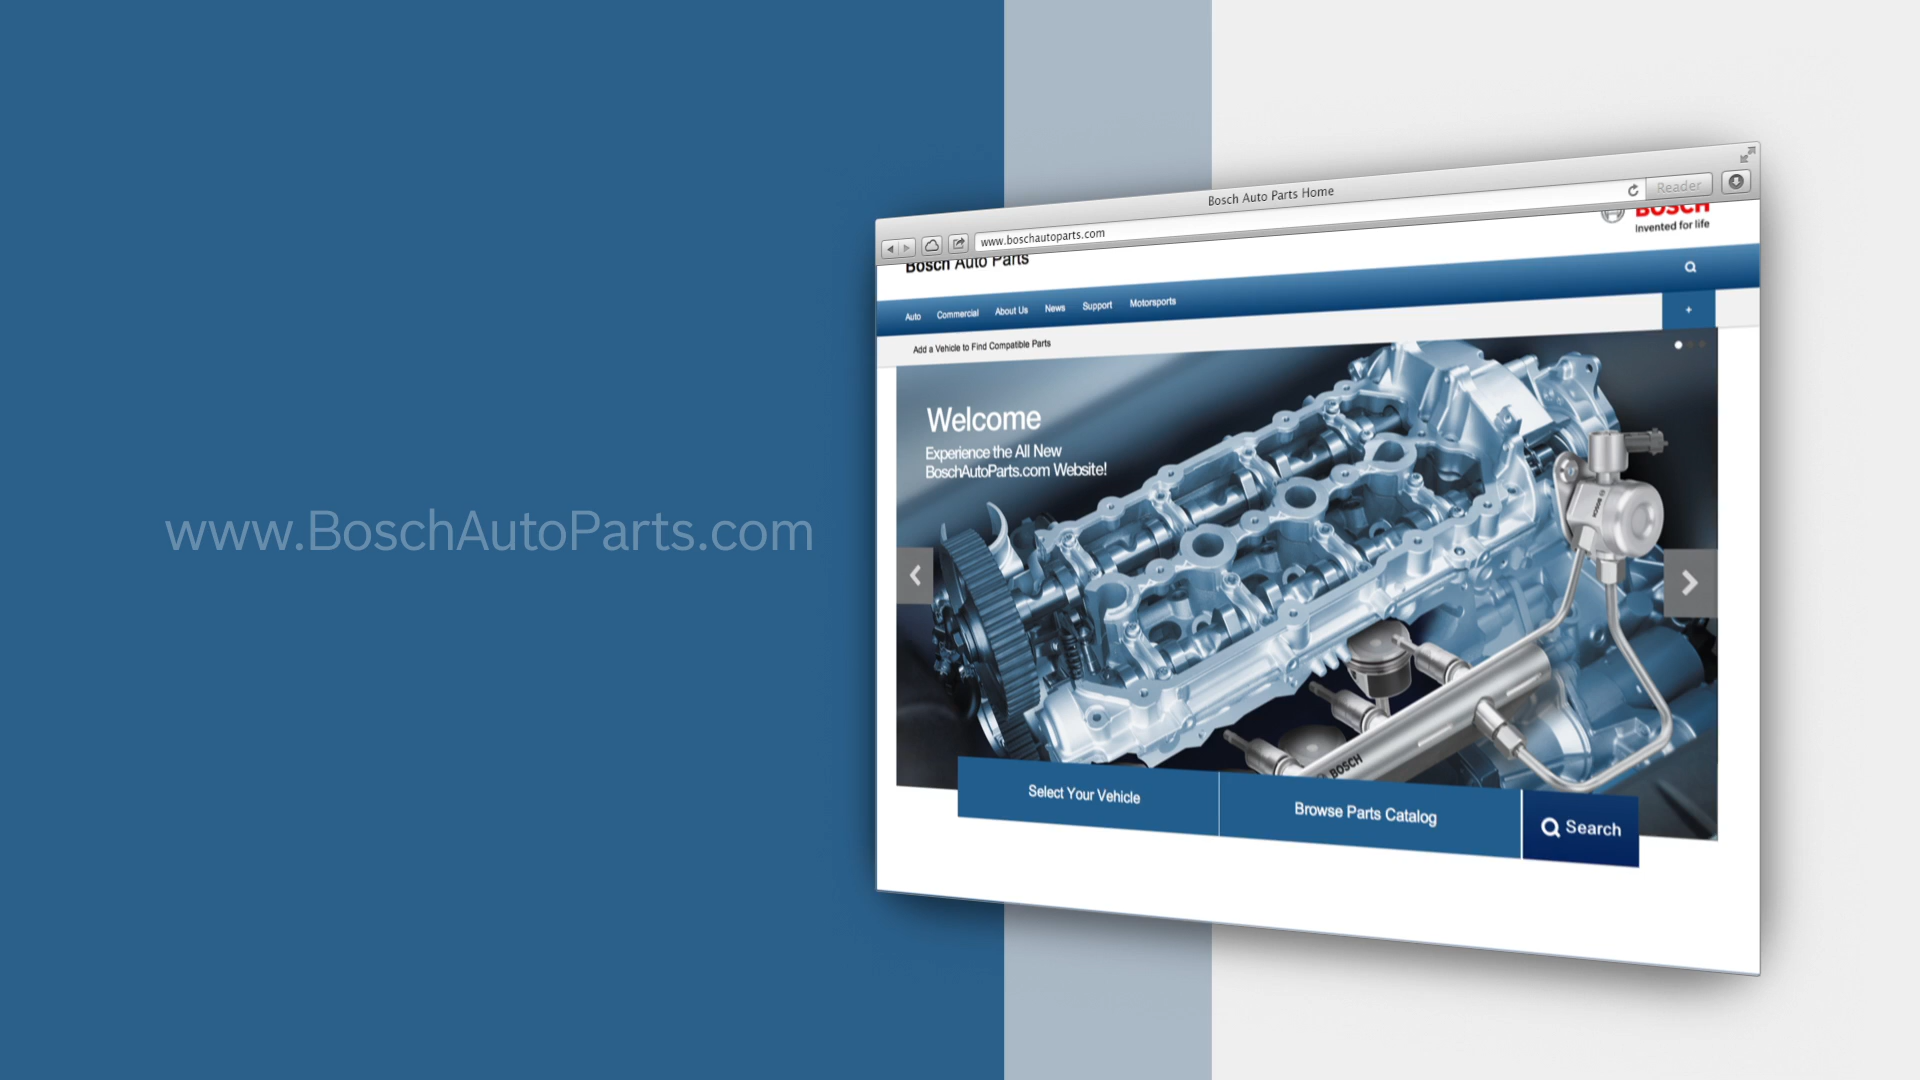 www.BoschAutoParts.com
Bosch Auto Parts Home
Reader
www.boschautoparts.com
BOSCH
Invented for life
Bosch Auto Parts
Auto Commercial About Us News Support Motorsports
+
Add a Vehicle to Find Compatible Parts
Welcome
Experience the All New
BoschAutoParts.com Website!
BOSCH
BOSCH
Select Your Vehicle
Browse Parts Catalog
Search